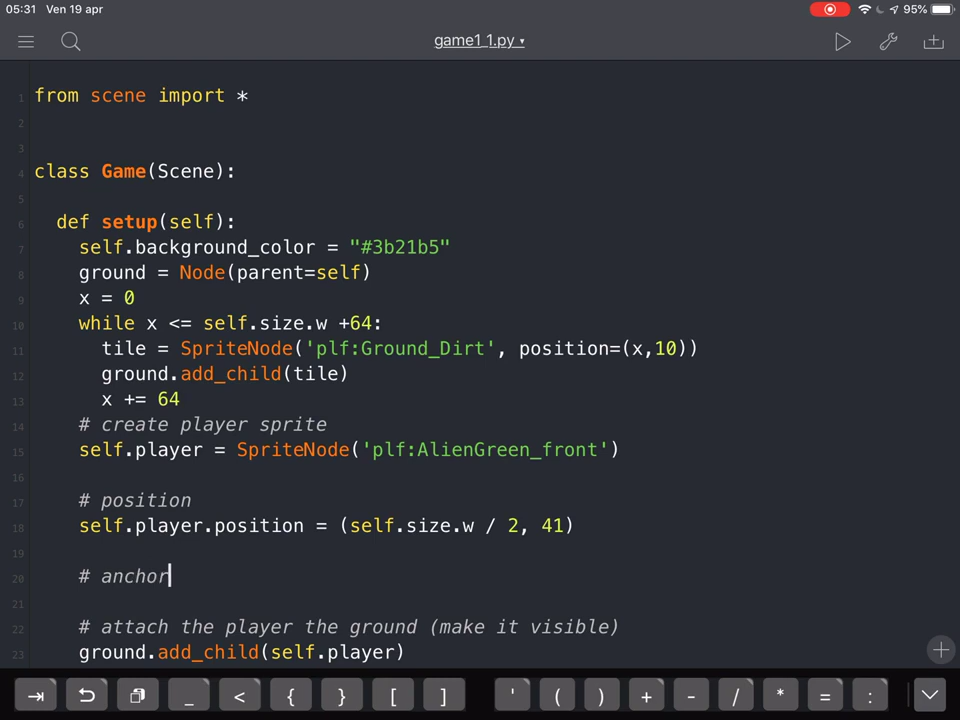 05:31 Ven 19 apr 95%
game1_1.py ▾
1 from scene import *
2
3
4 class Game(Scene):
5
6 def setup(self):
7 self.background_color = "#3b21b5"
8 ground = Node(parent=self)
9 x = 0
10 while x <= self.size.w +64:
11 tile = SpriteNode('plf:Ground_Dirt', position=(x,10))
12 ground.add_child(tile)
13 x += 64
14 # create player sprite
15 self.player = SpriteNode('plf:AlienGreen_front')
16
17 # position
18 self.player.position = (self.size.w / 2, 41)
19
20 # anchor
21
22 # attach the player the ground (make it visible)
23 ground.add_child(self.player)
_ < { } [ ] ' ( ) + - / * = :